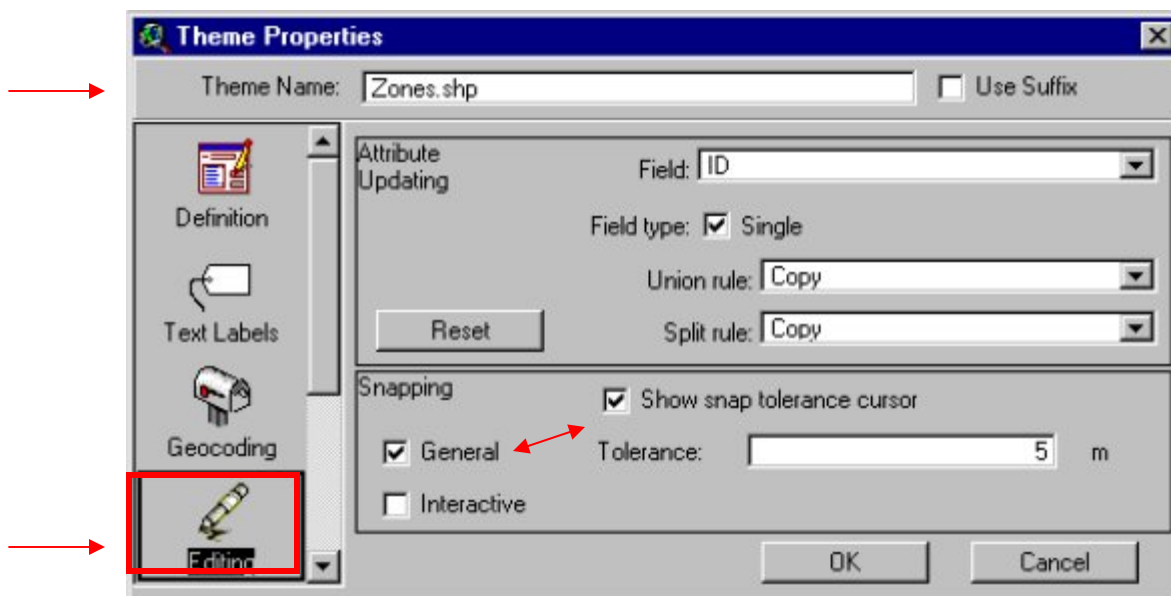 Theme Properties
Theme Name: Zones.shp Use Suffix
Definition
Text Labels
Geocoding
Editing
Attribute
Updating
Field: ID
Field type: Single
Union rule: Copy
Reset
Split rule: Copy
Snapping
Show snap tolerance cursor
General
Tolerance: 5 m
Interactive
OK Cancel